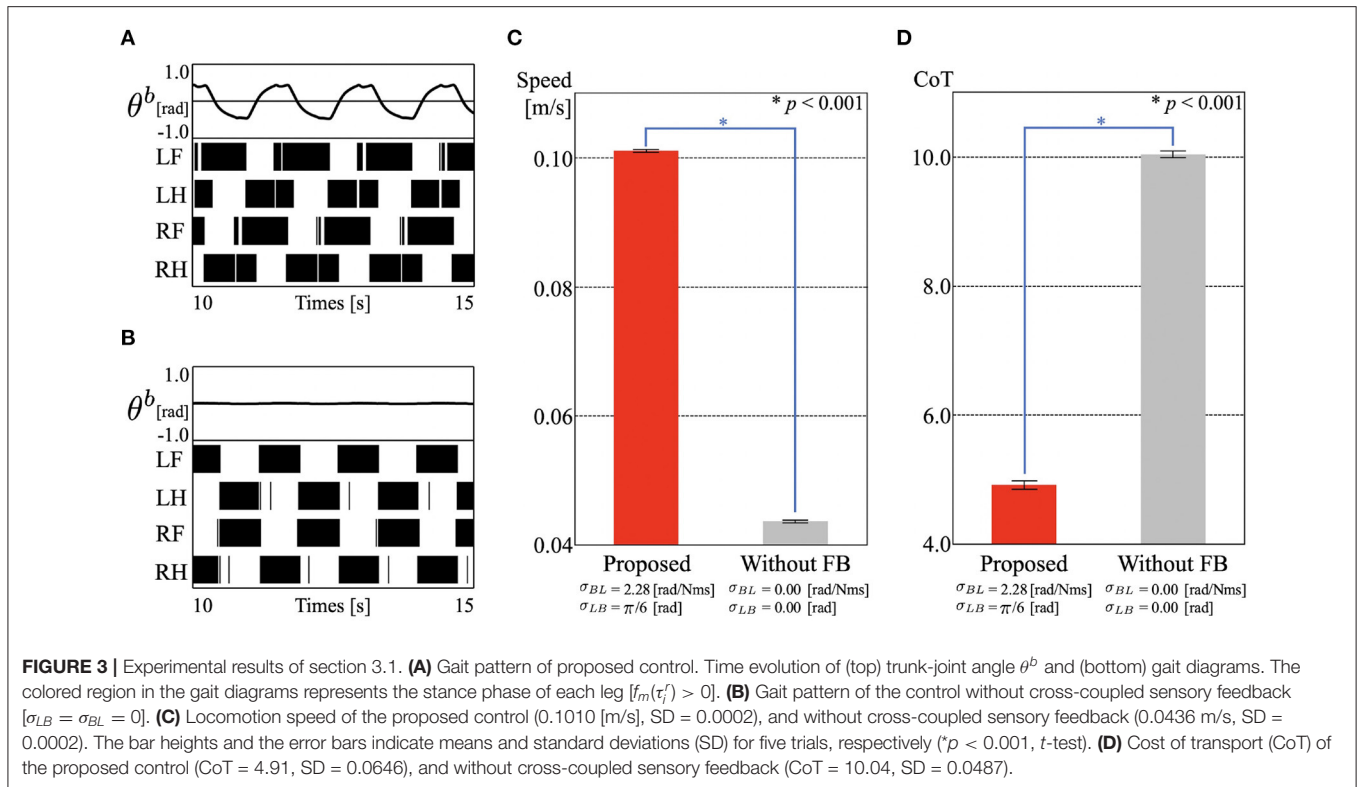 A
1.0
θᵇ [rad]
-1.0
LF
LH
RF
RH
10 Times [s] 15
B
1.0
θᵇ [rad]
-1.0
LF
LH
RF
RH
10 Times [s] 15
C
Speed
[m/s]
* p < 0.001
*
0.10
0.08
0.06
0.04
Proposed Without FB
σ_BL = 2.28 [rad/Nms] σ_BL = 0.00 [rad/Nms]
σ_LB = π/6 [rad] σ_LB = 0.00 [rad]
D
CoT
* p < 0.001
*
10.0
8.0
6.0
4.0
Proposed Without FB
σ_BL = 2.28 [rad/Nms] σ_BL = 0.00 [rad/Nms]
σ_LB = π/6 [rad] σ_LB = 0.00 [rad]
FIGURE 3 | Experimental results of section 3.1. (A) Gait pattern of proposed control. Time evolution of (top) trunk-joint angle θᵇ and (bottom) gait diagrams. The
colored region in the gait diagrams represents the stance phase of each leg [f_m(τ_i^r) > 0]. (B) Gait pattern of the control without cross-coupled sensory feedback
[σ_LB = σ_BL = 0]. (C) Locomotion speed of the proposed control (0.1010 [m/s], SD = 0.0002), and without cross-coupled sensory feedback (0.0436 m/s, SD =
0.0002). The bar heights and the error bars indicate means and standard deviations (SD) for five trials, respectively (*p < 0.001, t-test). (D) Cost of transport (CoT) of
the proposed control (CoT = 4.91, SD = 0.0646), and without cross-coupled sensory feedback (CoT = 10.04, SD = 0.0487).